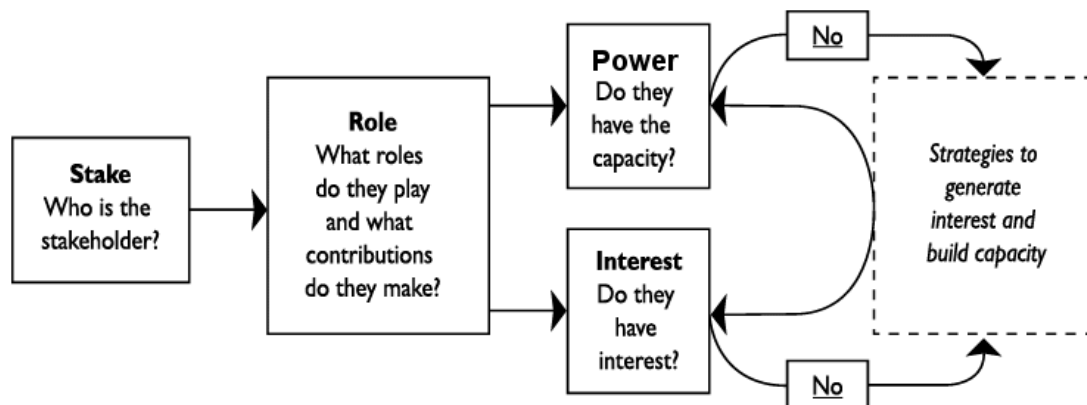 Stake
Who is the
stakeholder?
Role
What roles
do they play
and what
contributions
do they make?
Power
Do they
have the
capacity?
Interest
Do they
have
interest?
No
No
Strategies to
generate
interest and
build capacity